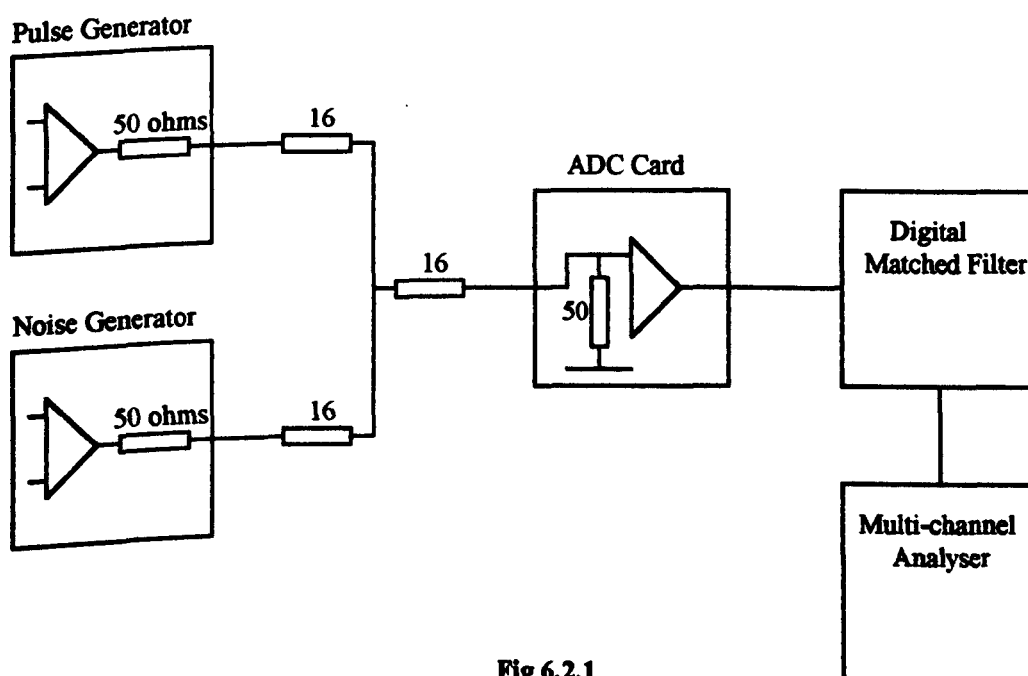 Pulse Generator
50 ohms
16
ADC Card
16
50
Digital
Matched Filter
Noise Generator
50 ohms
16
Multi-channel
Analyser
Fig 6.2.1